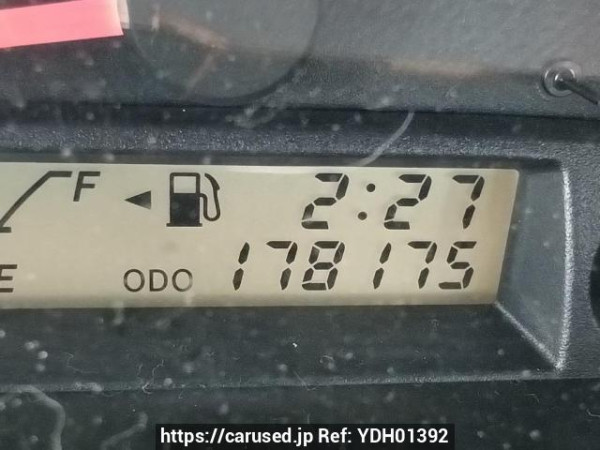 F 2:27
E ODO 178175
https://carused.jp Ref: YDH01392